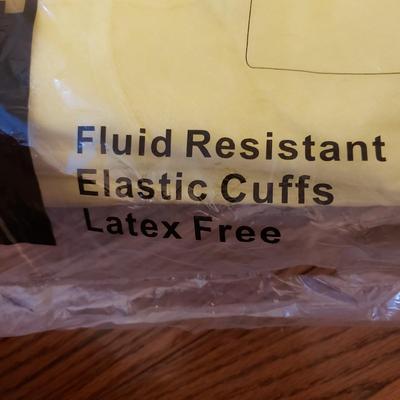 Fluid Resistant
Elastic Cuffs
Latex Free